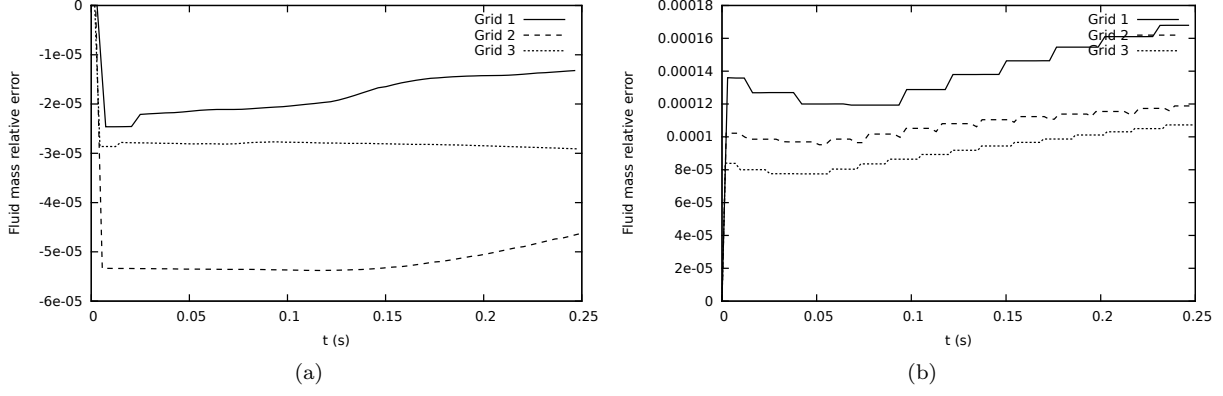 0
-1e-05
-2e-05
-3e-05
-4e-05
-5e-05
-6e-05
Fluid mass relative error
0 0.05 0.1 0.15 0.2 0.25
t (s)
Grid 1
Grid 2
Grid 3
(a)
0.00018
0.00016
0.00014
0.00012
0.0001
8e-05
6e-05
4e-05
2e-05
0
Fluid mass relative error
0 0.05 0.1 0.15 0.2 0.25
t (s)
Grid 1
Grid 2
Grid 3
(b)